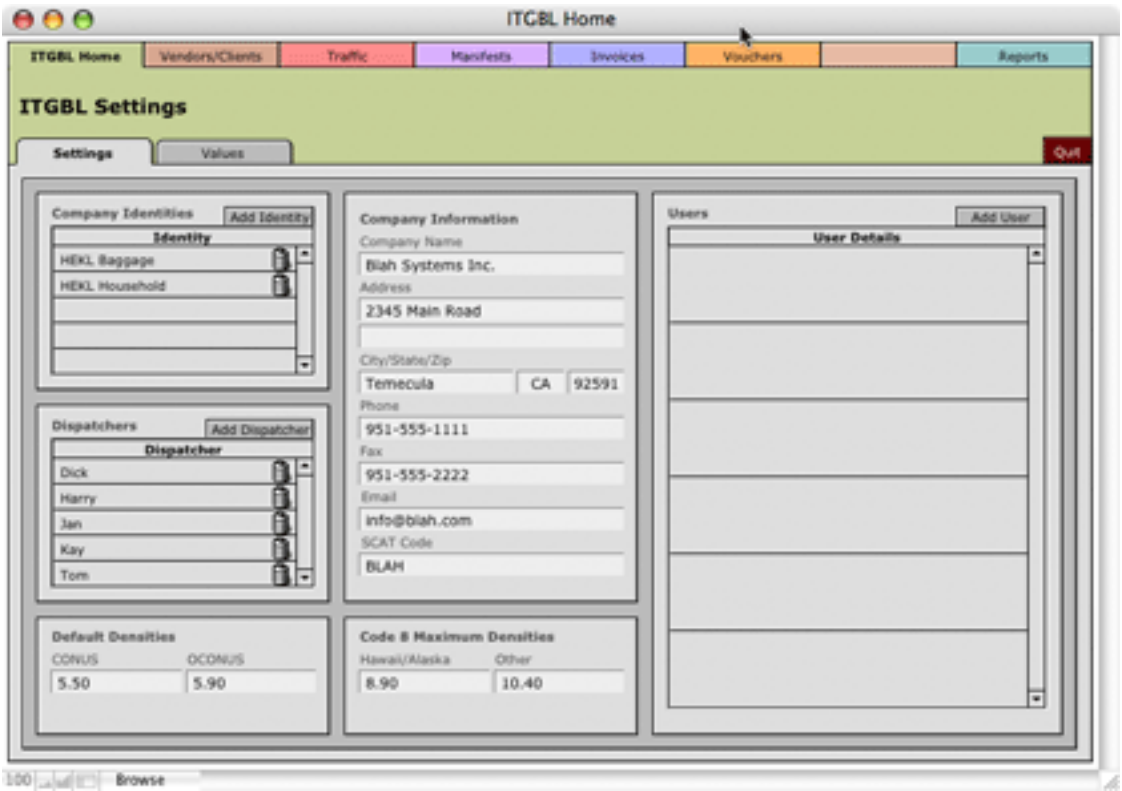 ITGBL Home
ITGBL Home Vendors/Clients Traffic Manifests Invoices Vouchers Reports
ITGBL Settings
Settings Values Quit
Company Identities Add Identity
Identity
HEKL Baggage
HEKL Household
Dispatchers Add Dispatcher
Dispatcher
Dick
Harry
Jan
Kay
Tom
Default Densities
CONUS OCONUS
5.50 5.90
Company Information
Company Name
Blah Systems Inc.
Address
2345 Main Road
City/State/Zip
Temecula CA 92591
Phone
951-555-1111
Fax
951-555-2222
Email
info@blah.com
SCAT Code
BLAH
Code 8 Maximum Densities
Hawaii/Alaska Other
8.90 10.40
Users Add User
User Details
100 Browse